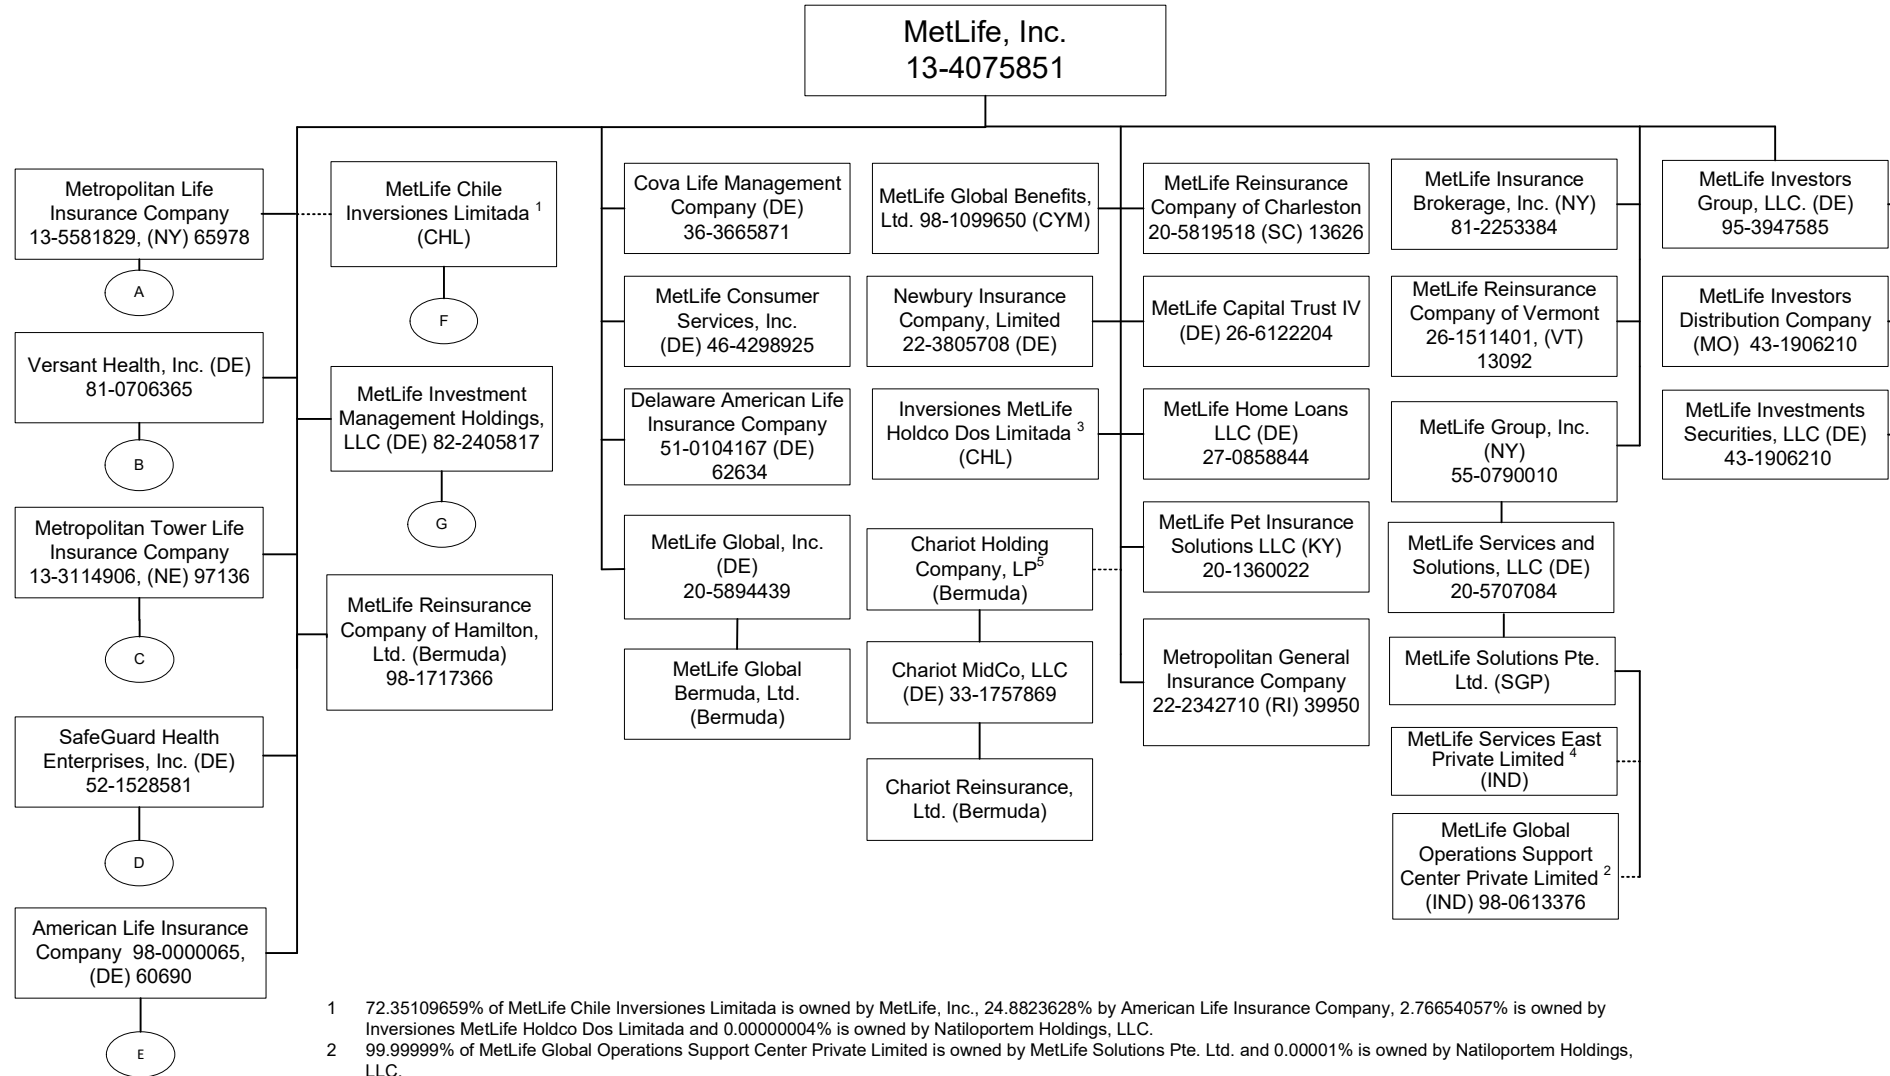 MetLife, Inc.
13-4075851
Metropolitan Life
Insurance Company
13-5581829, (NY) 65978
A
Versant Health, Inc. (DE)
81-0706365
B
Metropolitan Tower Life
Insurance Company
13-3114906, (NE) 97136
C
SafeGuard Health
Enterprises, Inc. (DE)
52-1528581
D
American Life Insurance
Company 98-0000065,
(DE) 60690
E
MetLife Chile
Inversiones Limitada 1
(CHL)
F
MetLife Investment
Management Holdings,
LLC (DE) 82-2405817
G
MetLife Reinsurance
Company of Hamilton,
Ltd. (Bermuda)
98-1717366
Cova Life Management
Company (DE)
36-3665871
MetLife Consumer
Services, Inc.
(DE) 46-4298925
Delaware American Life
Insurance Company
51-0104167 (DE)
62634
MetLife Global, Inc.
(DE)
20-5894439
MetLife Global
Bermuda, Ltd.
(Bermuda)
MetLife Global Benefits,
Ltd. 98-1099650 (CYM)
Newbury Insurance
Company, Limited
22-3805708 (DE)
Inversiones MetLife
Holdco Dos Limitada 3
(CHL)
Chariot Holding
Company, LP5
(Bermuda)
Chariot MidCo, LLC
(DE) 33-1757869
Chariot Reinsurance,
Ltd. (Bermuda)
MetLife Reinsurance
Company of Charleston
20-5819518 (SC) 13626
MetLife Capital Trust IV
(DE) 26-6122204
MetLife Home Loans
LLC (DE)
27-0858844
MetLife Pet Insurance
Solutions LLC (KY)
20-1360022
Metropolitan General
Insurance Company
22-2342710 (RI) 39950
MetLife Insurance
Brokerage, Inc. (NY)
81-2253384
MetLife Reinsurance
Company of Vermont
26-1511401, (VT)
13092
MetLife Group, Inc.
(NY)
55-0790010
MetLife Services and
Solutions, LLC (DE)
20-5707084
MetLife Solutions Pte.
Ltd. (SGP)
MetLife Services East
Private Limited 4
(IND)
MetLife Global
Operations Support
Center Private Limited 2
(IND) 98-0613376
MetLife Investors
Group, LLC. (DE)
95-3947585
MetLife Investors
Distribution Company
(MO) 43-1906210
MetLife Investments
Securities, LLC (DE)
43-1906210
1 72.35109659% of MetLife Chile Inversiones Limitada is owned by MetLife, Inc., 24.8823628% by American Life Insurance Company, 2.76654057% is owned by
Inversiones MetLife Holdco Dos Limitada and 0.00000004% is owned by Natiloportem Holdings, LLC.
2 99.99999% of MetLife Global Operations Support Center Private Limited is owned by MetLife Solutions Pte. Ltd. and 0.00001% is owned by Natiloportem Holdings,
LLC.